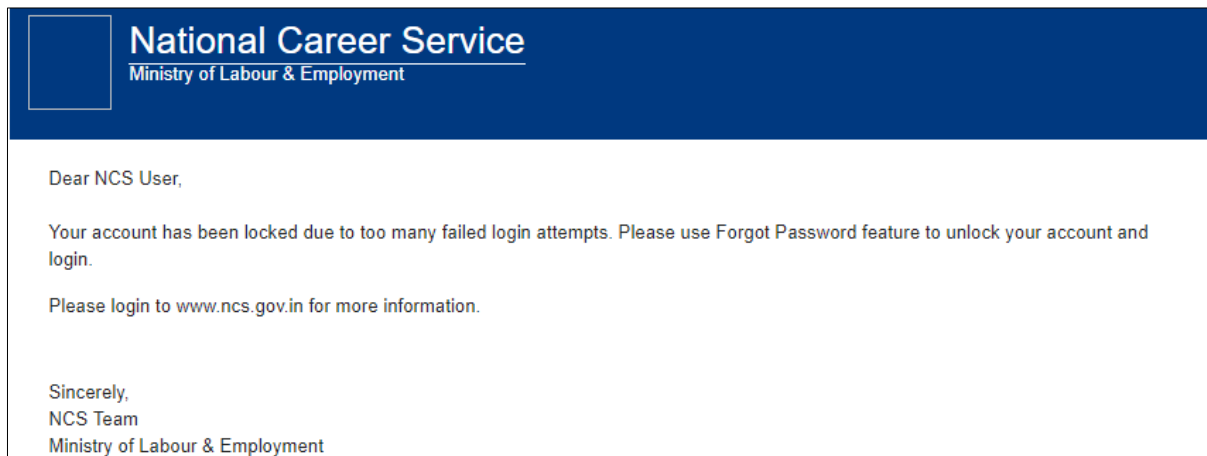 National Career Service
Ministry of Labour & Employment
Dear NCS User,
Your account has been locked due to too many failed login attempts. Please use Forgot Password feature to unlock your account and
login.
Please login to www.ncs.gov.in for more information.
Sincerely,
NCS Team
Ministry of Labour & Employment